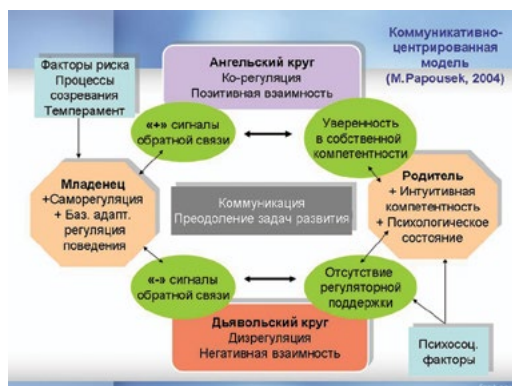 Коммуникативно-
центрированная
модель
(M.Papousek, 2004)
Факторы риска
Процессы
созревания
Темперамент
Ангельский круг
Ко-регуляция
Позитивная взаимность
«+» сигналы
обратной связи
Уверенность
в собственной
компетентности
Младенец
+Саморегуляция
+ Баз. адапт.
регуляция
поведения
Коммуникация
Преодоление задач развития
Родитель
+ Интуитивная
компетентность
+ Психологическое
состояние
«-» сигналы
обратной связи
Отсутствие
регуляторной
поддержки
Дьявольский круг
Дизрегуляция
Негативная взаимность
Психосоц.
факторы